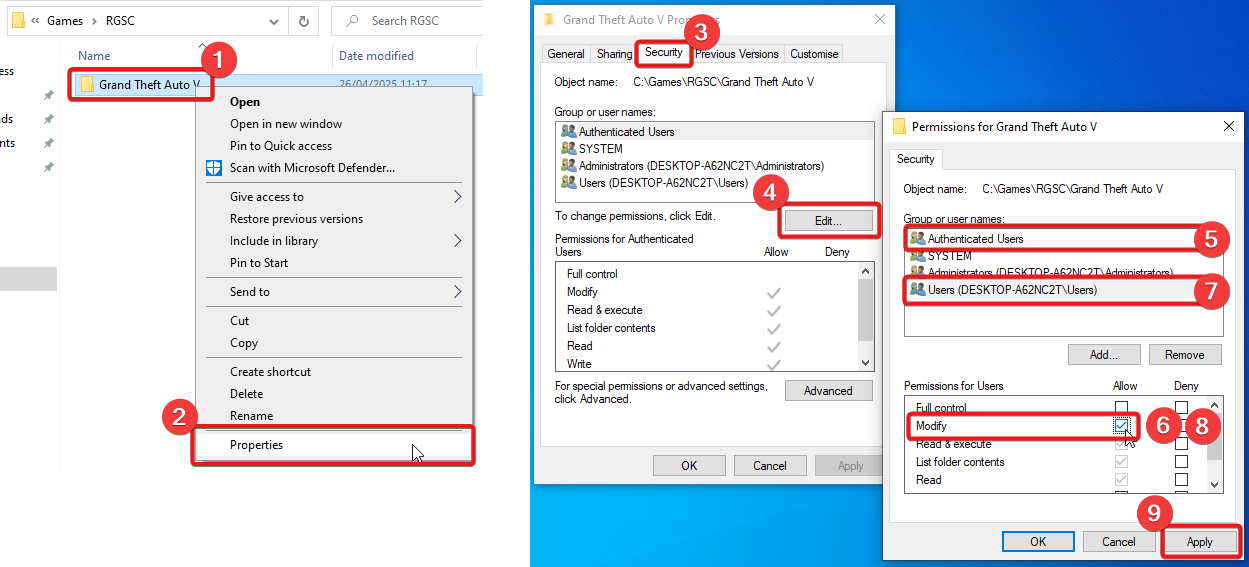 « Games › RGSC
Search RGSC
Name
Date modified
ess
ds
nts
1
Grand Theft Auto V
26/04/2025 11:17
Open
Open in new window
Pin to Quick access
Scan with Microsoft Defender...
Give access to
Restore previous versions
Include in library
Pin to Start
Send to
Cut
Copy
Create shortcut
Delete
Rename
2
Properties
Grand Theft Auto V
3
General
Sharing
Security
Previous Versions
Customise
Object name: C:\Games\RGSC\Grand Theft Auto V
Group or user names:
Authenticated Users
SYSTEM
Administrators (DESKTOP-A62NC2T\Administrators)
Users (DESKTOP-A62NC2T\Users)
4
To change permissions, click Edit.
Edit...
Permissions for Authenticated
Users
Allow
Deny
Full control
Modify
Read & execute
List folder contents
Read
Write
For special permissions or advanced settings,
click Advanced.
Advanced
OK
Cancel
Apply
Permissions for Grand Theft Auto V
Security
Object name: C:\Games\RGSC\Grand Theft Auto V
Group or user names:
Authenticated Users
5
SYSTEM
Administrators (DESKTOP-A62NC2T\Administrators)
Users (DESKTOP-A62NC2T\Users)
7
Add...
Remove
Permissions for Users
Allow
Deny
Full control
Modify
6
8
Read & execute
List folder contents
Read
9
OK
Cancel
Apply